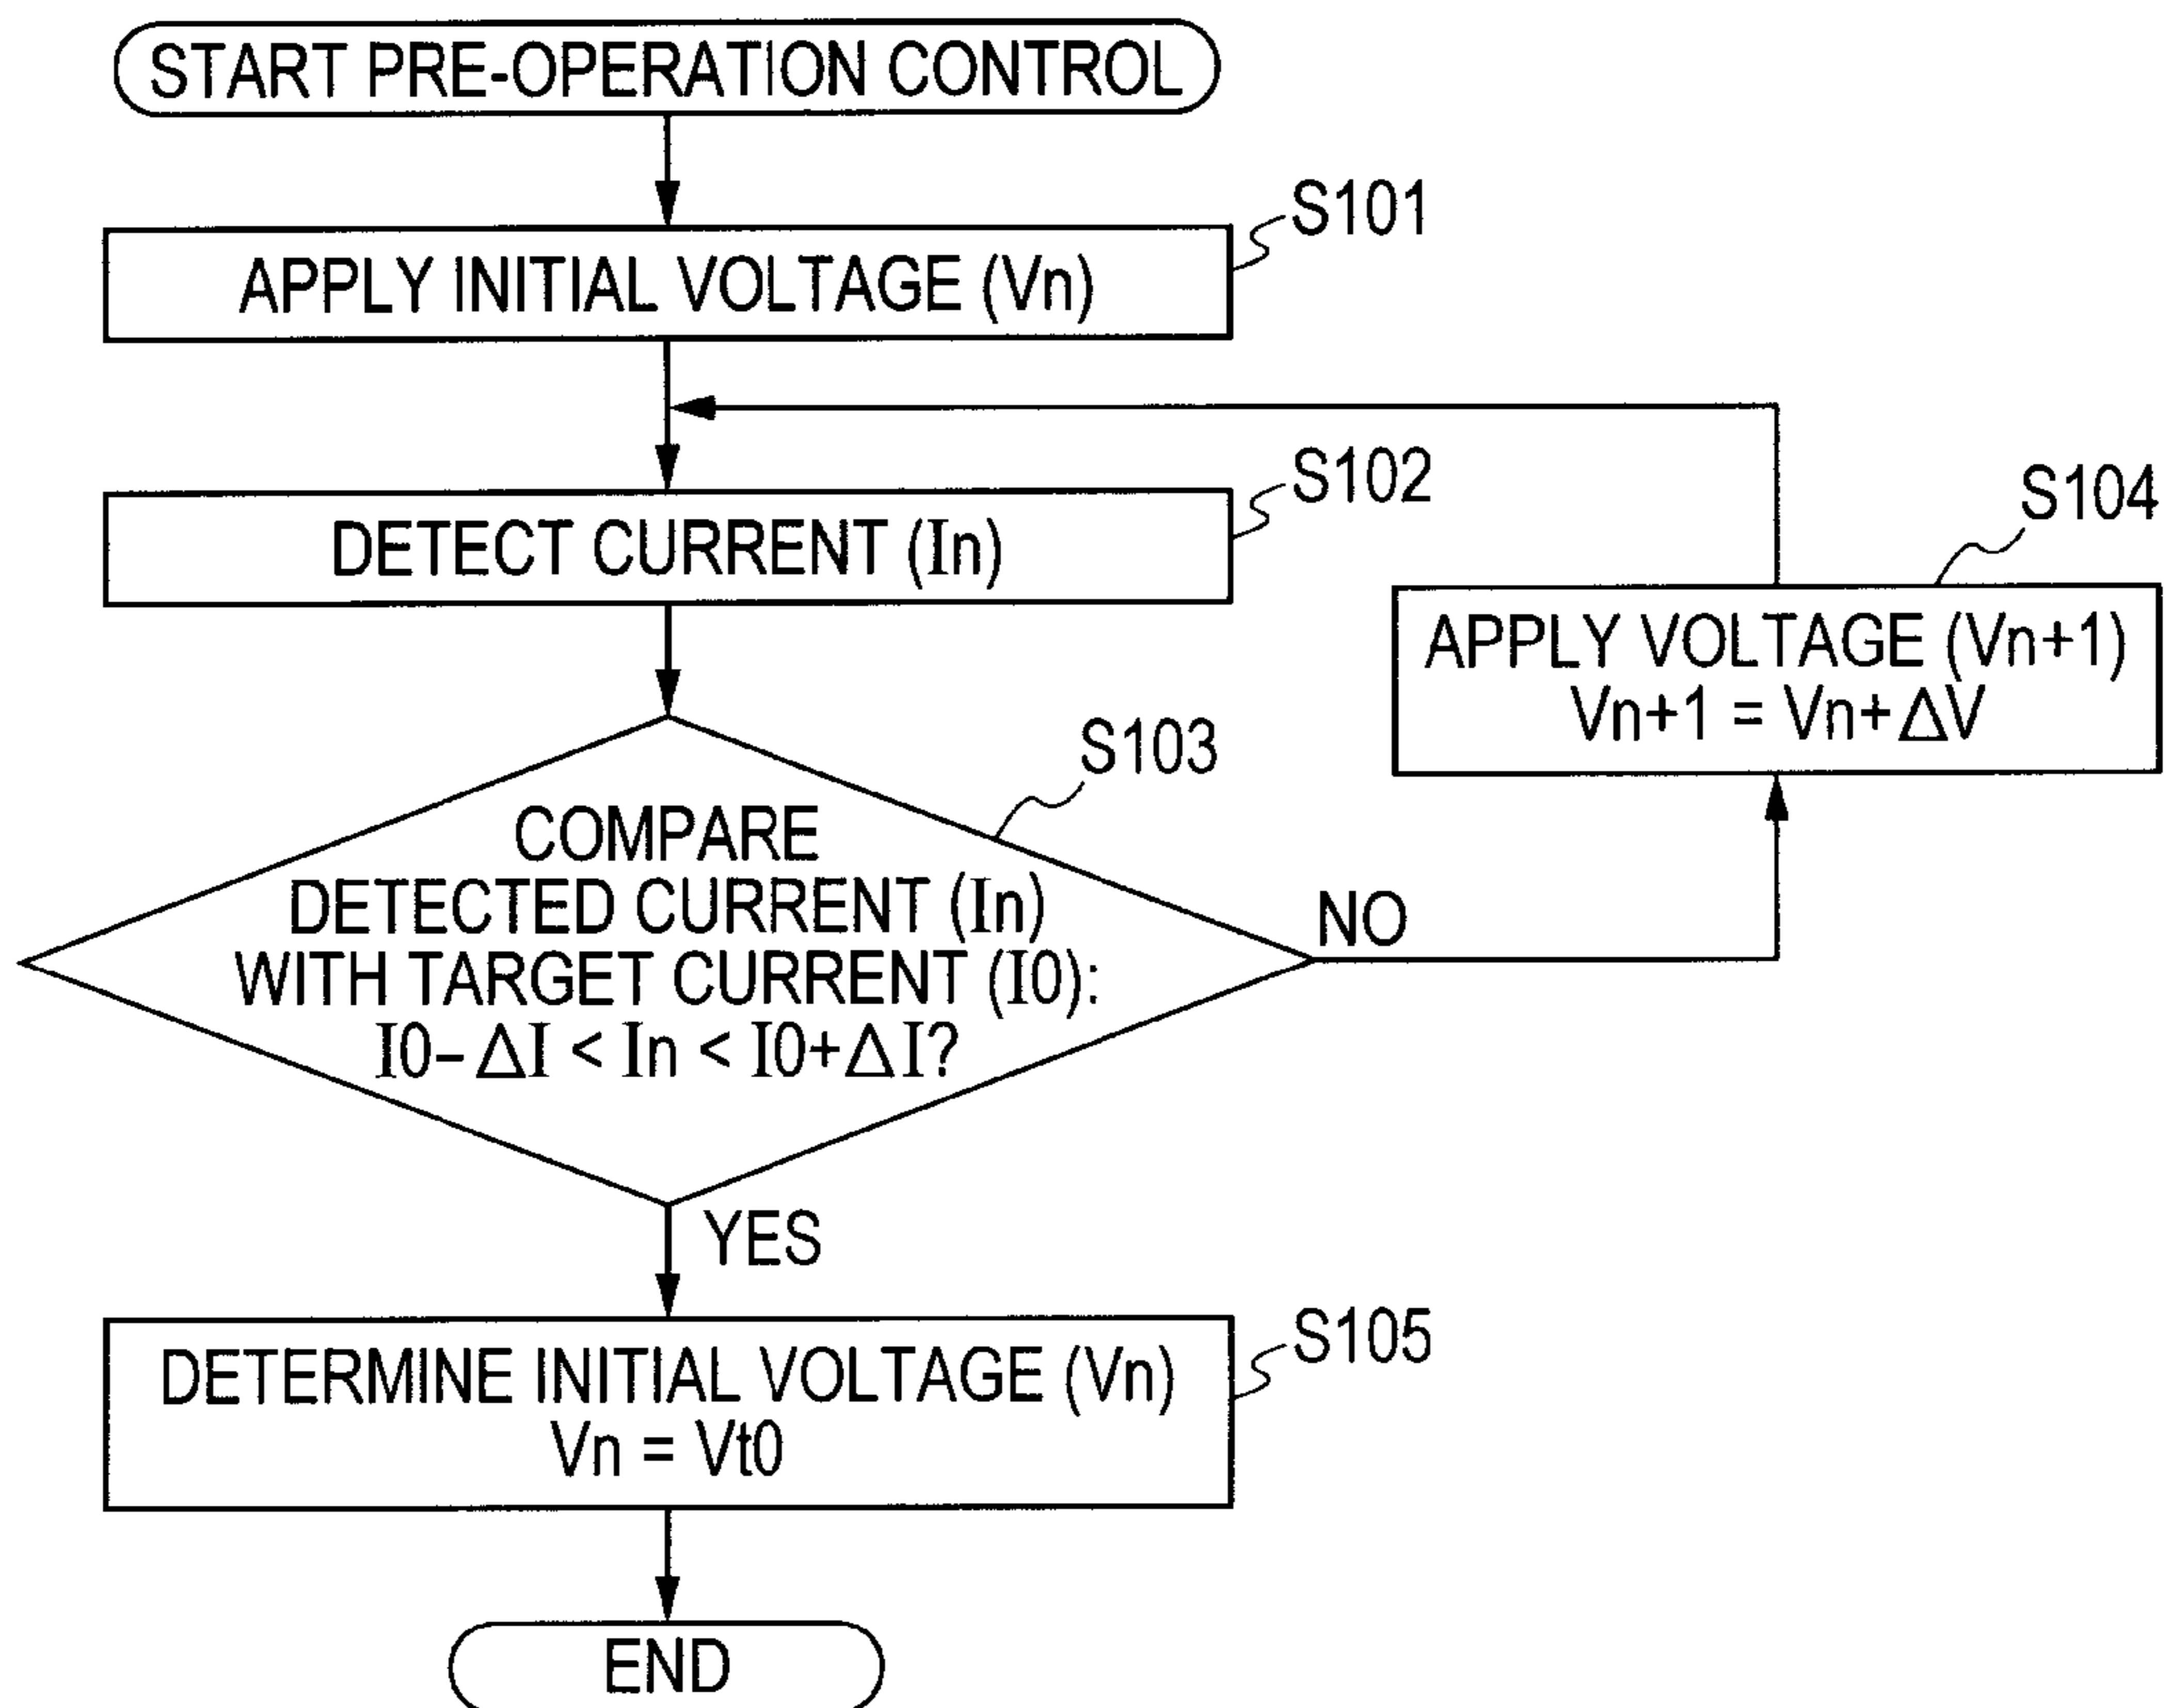 START PRE-OPERATION CONTROL
S101
APPLY INITIAL VOLTAGE (Vn)
S102
DETECT CURRENT (In)
S104
APPLY VOLTAGE (Vn+1)
Vn+1 = Vn+ΔV
S103
COMPARE
DETECTED CURRENT (In)
WITH TARGET CURRENT (I0):
I0−ΔI < In < I0+ΔI?
NO
YES
S105
DETERMINE INITIAL VOLTAGE (Vn)
Vn = Vt0
END